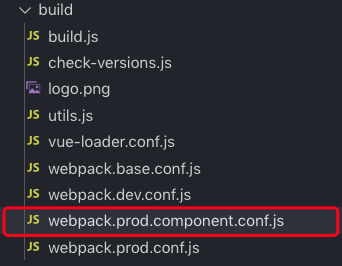 build
JS build.js
JS check-versions.js
logo.png
JS utils.js
JS vue-loader.conf.js
JS webpack.base.conf.js
JS webpack.dev.conf.js
JS webpack.prod.component.conf.js
JS webpack.prod.conf.js